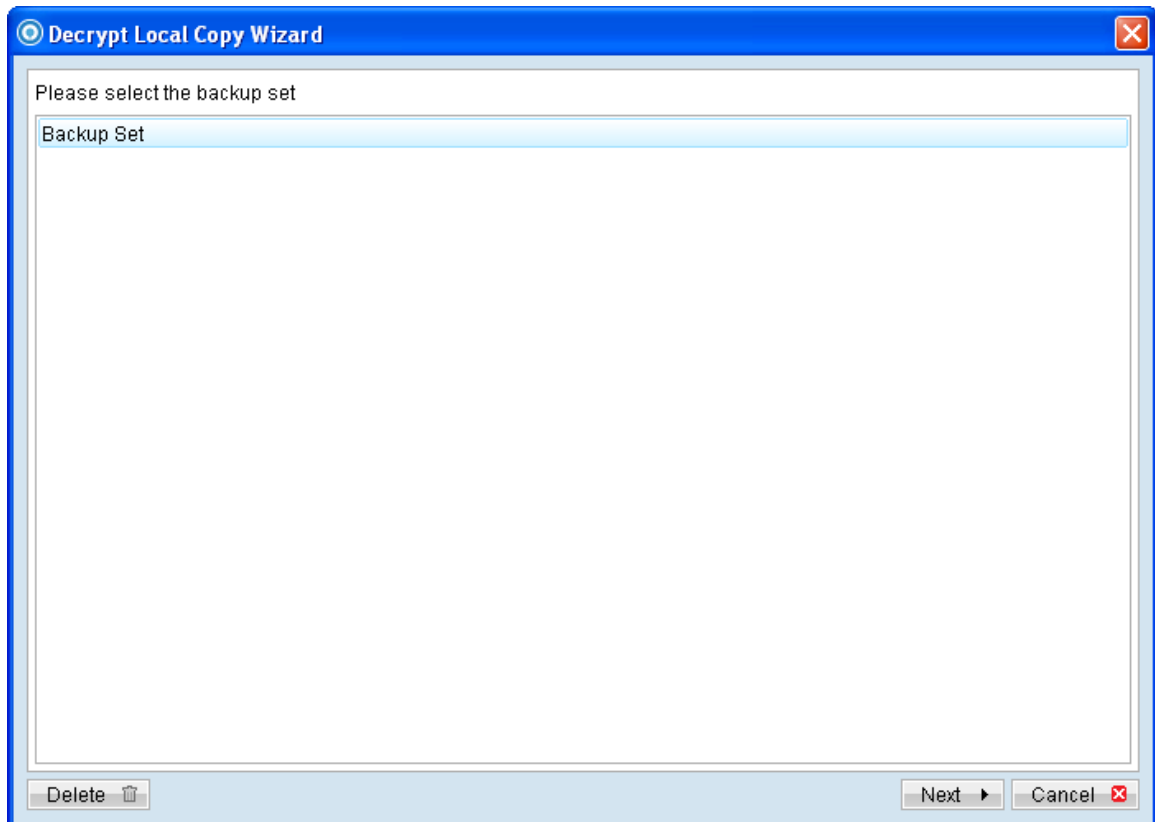 Decrypt Local Copy Wizard
Please select the backup set
Backup Set
Delete
Next
Cancel